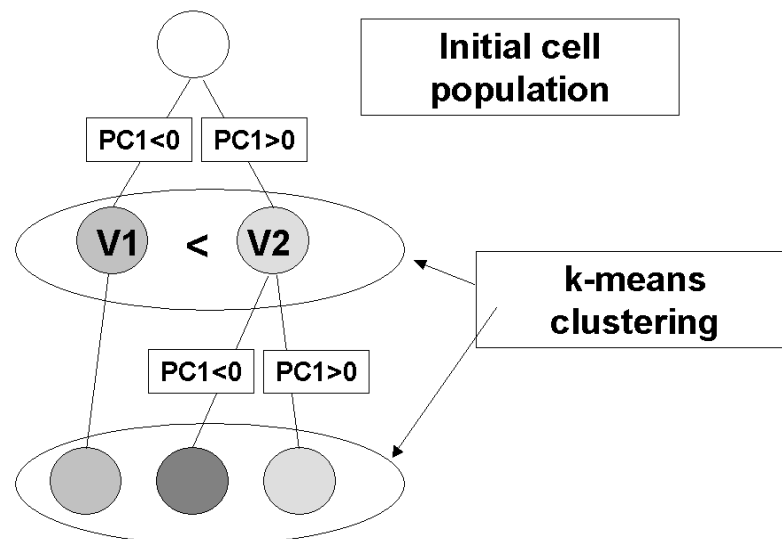 Initial cell
population
PC1<0
PC1>0
V1 < V2
k-means
clustering
PC1<0
PC1>0